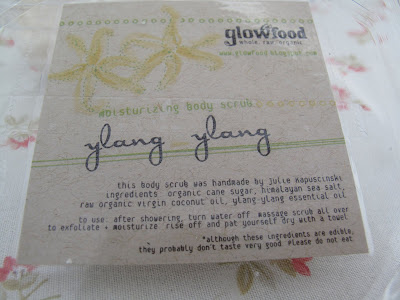 glowfood
whole raw organic
www.glowfood.blogspot.com
moisturizing body scrub
ylang-ylang
this body scrub was handmade by julie kapustinski
ingredients: organic cane sugar, himalayan sea salt,
raw organic virgin coconut oil, ylang-ylang essential oil
to use: after showering, turn water off. massage scrub all over
to exfoliate + moisturize. rise off and pat yourself dry with a towel
*although these ingredients are edible,
they probably don't taste very good. please do not eat